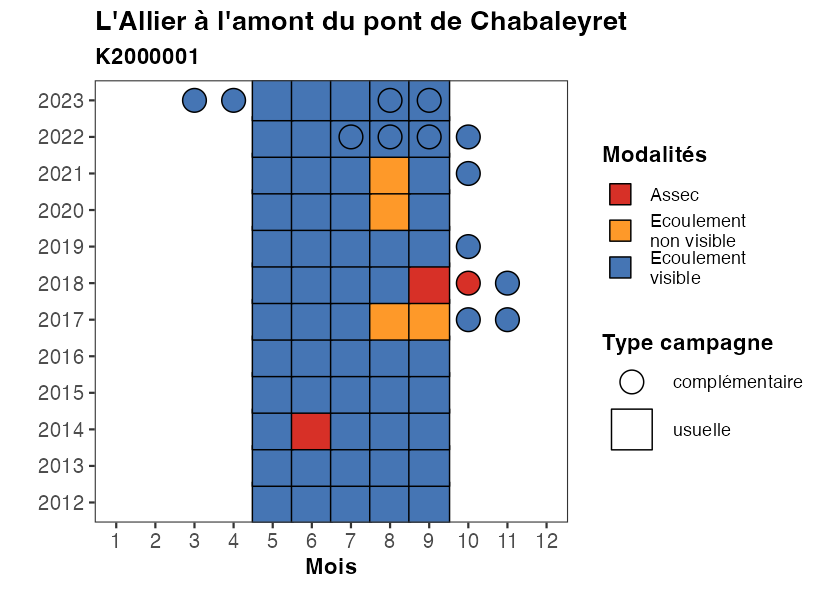 L'Allier à l'amont du pont de Chabaleyret
K2000001
2023
2022
2021
2020
2019
2018
2017
2016
2015
2014
2013
2012
1 2 3 4 5 6 7 8 9 10 11 12
Mois
Modalités
Assec
Ecoulement
non visible
Ecoulement
visible
Type campagne
complémentaire
usuelle